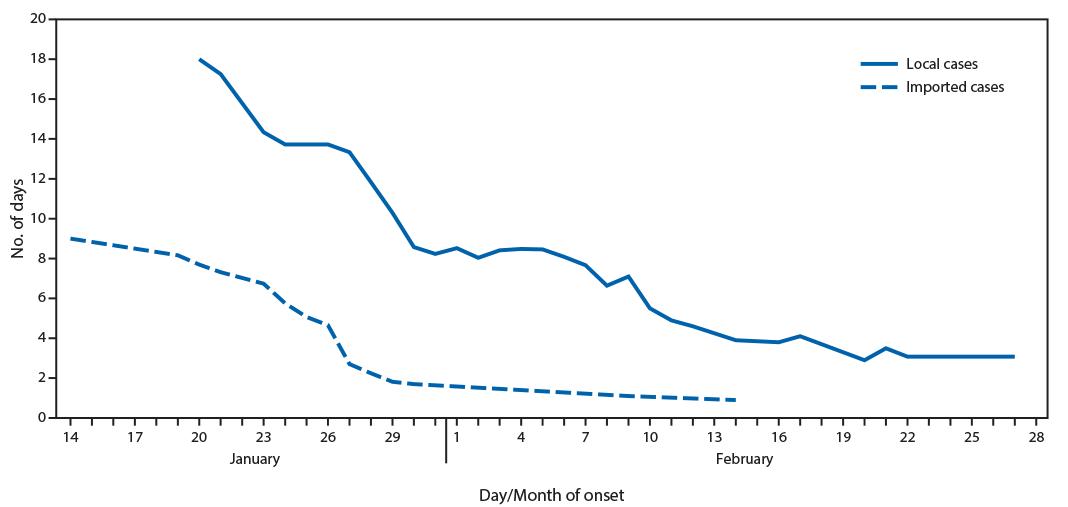 20
18
16
14
12
10
8
6
4
2
0
No. of days
Local cases
Imported cases
14 17 20 23 26 29 1 4 7 10 13 16 19 22 25 28
January February
Day/Month of onset